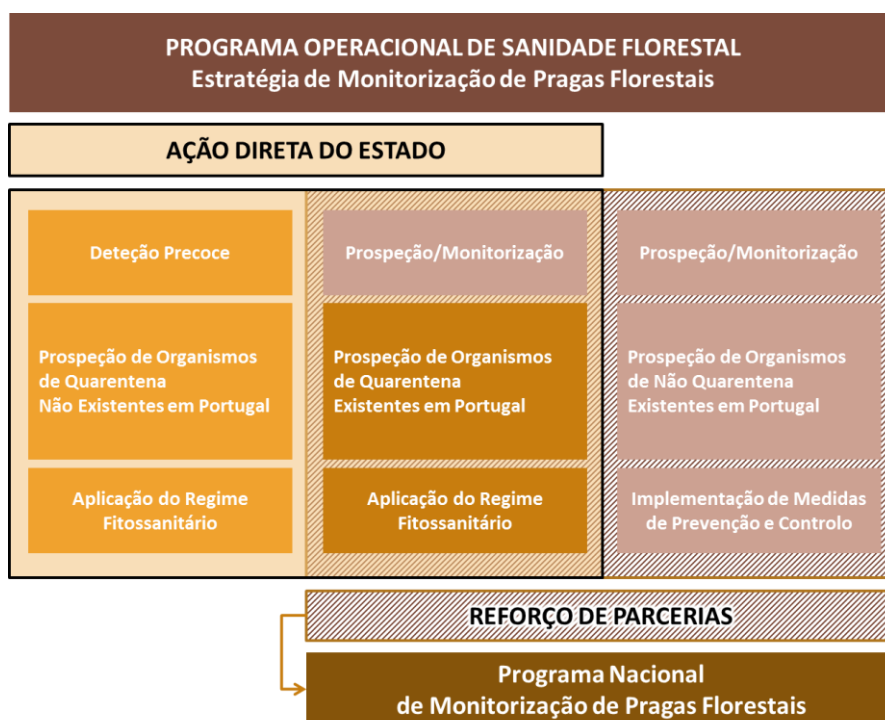 PROGRAMA OPERACIONAL DE SANIDADE FLORESTAL
Estratégia de Monitorização de Pragas Florestais
AÇÃO DIRETA DO ESTADO
Deteção Precoce
Prospeção de Organismos
de Quarentena
Não Existentes em Portugal
Aplicação do Regime
Fitossanitário
Prospeção/Monitorização
Prospeção de Organismos
de Quarentena
Existentes em Portugal
Aplicação do Regime
Fitossanitário
Prospeção/Monitorização
Prospeção de Organismos
de Não Quarentena
Existentes em Portugal
Implementação de Medidas
de Prevenção e Controlo
REFORÇO DE PARCERIAS
Programa Nacional
de Monitorização de Pragas Florestais